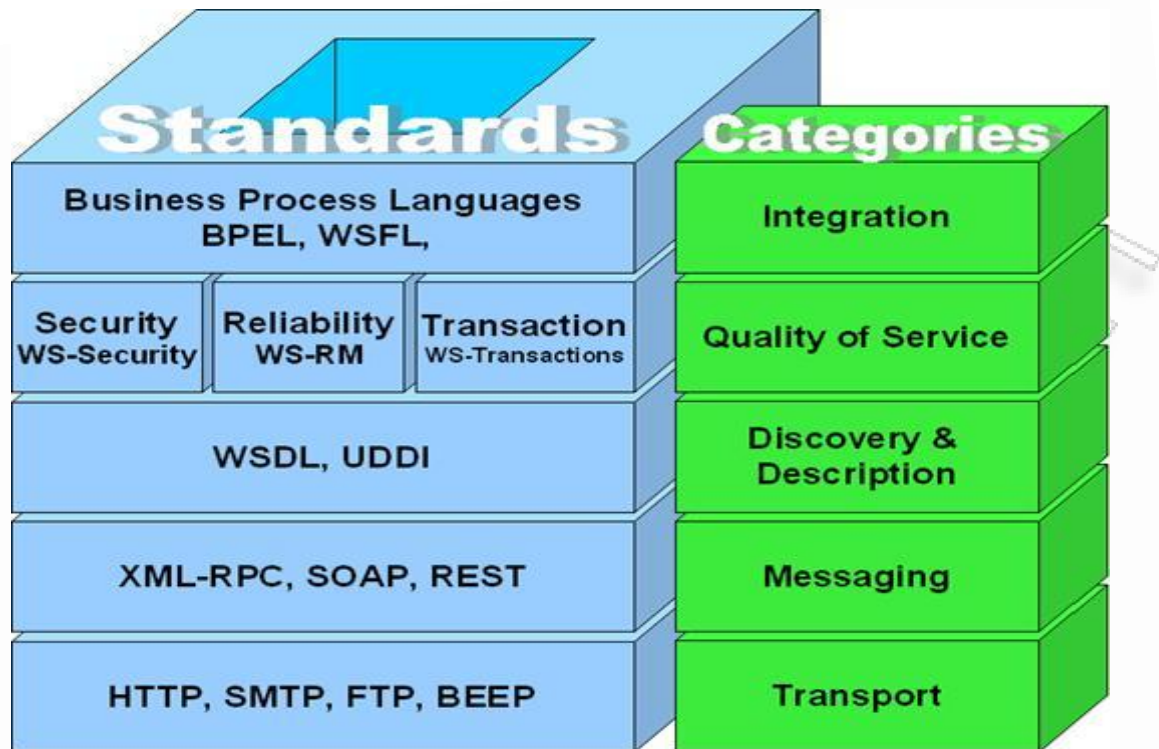 Standards
Categories
Business Process Languages
BPEL, WSFL,
Integration
Security
WS-Security
Reliability
WS-RM
Transaction
WS-Transactions
Quality of Service
WSDL, UDDI
Discovery &
Description
XML-RPC, SOAP, REST
Messaging
HTTP, SMTP, FTP, BEEP
Transport